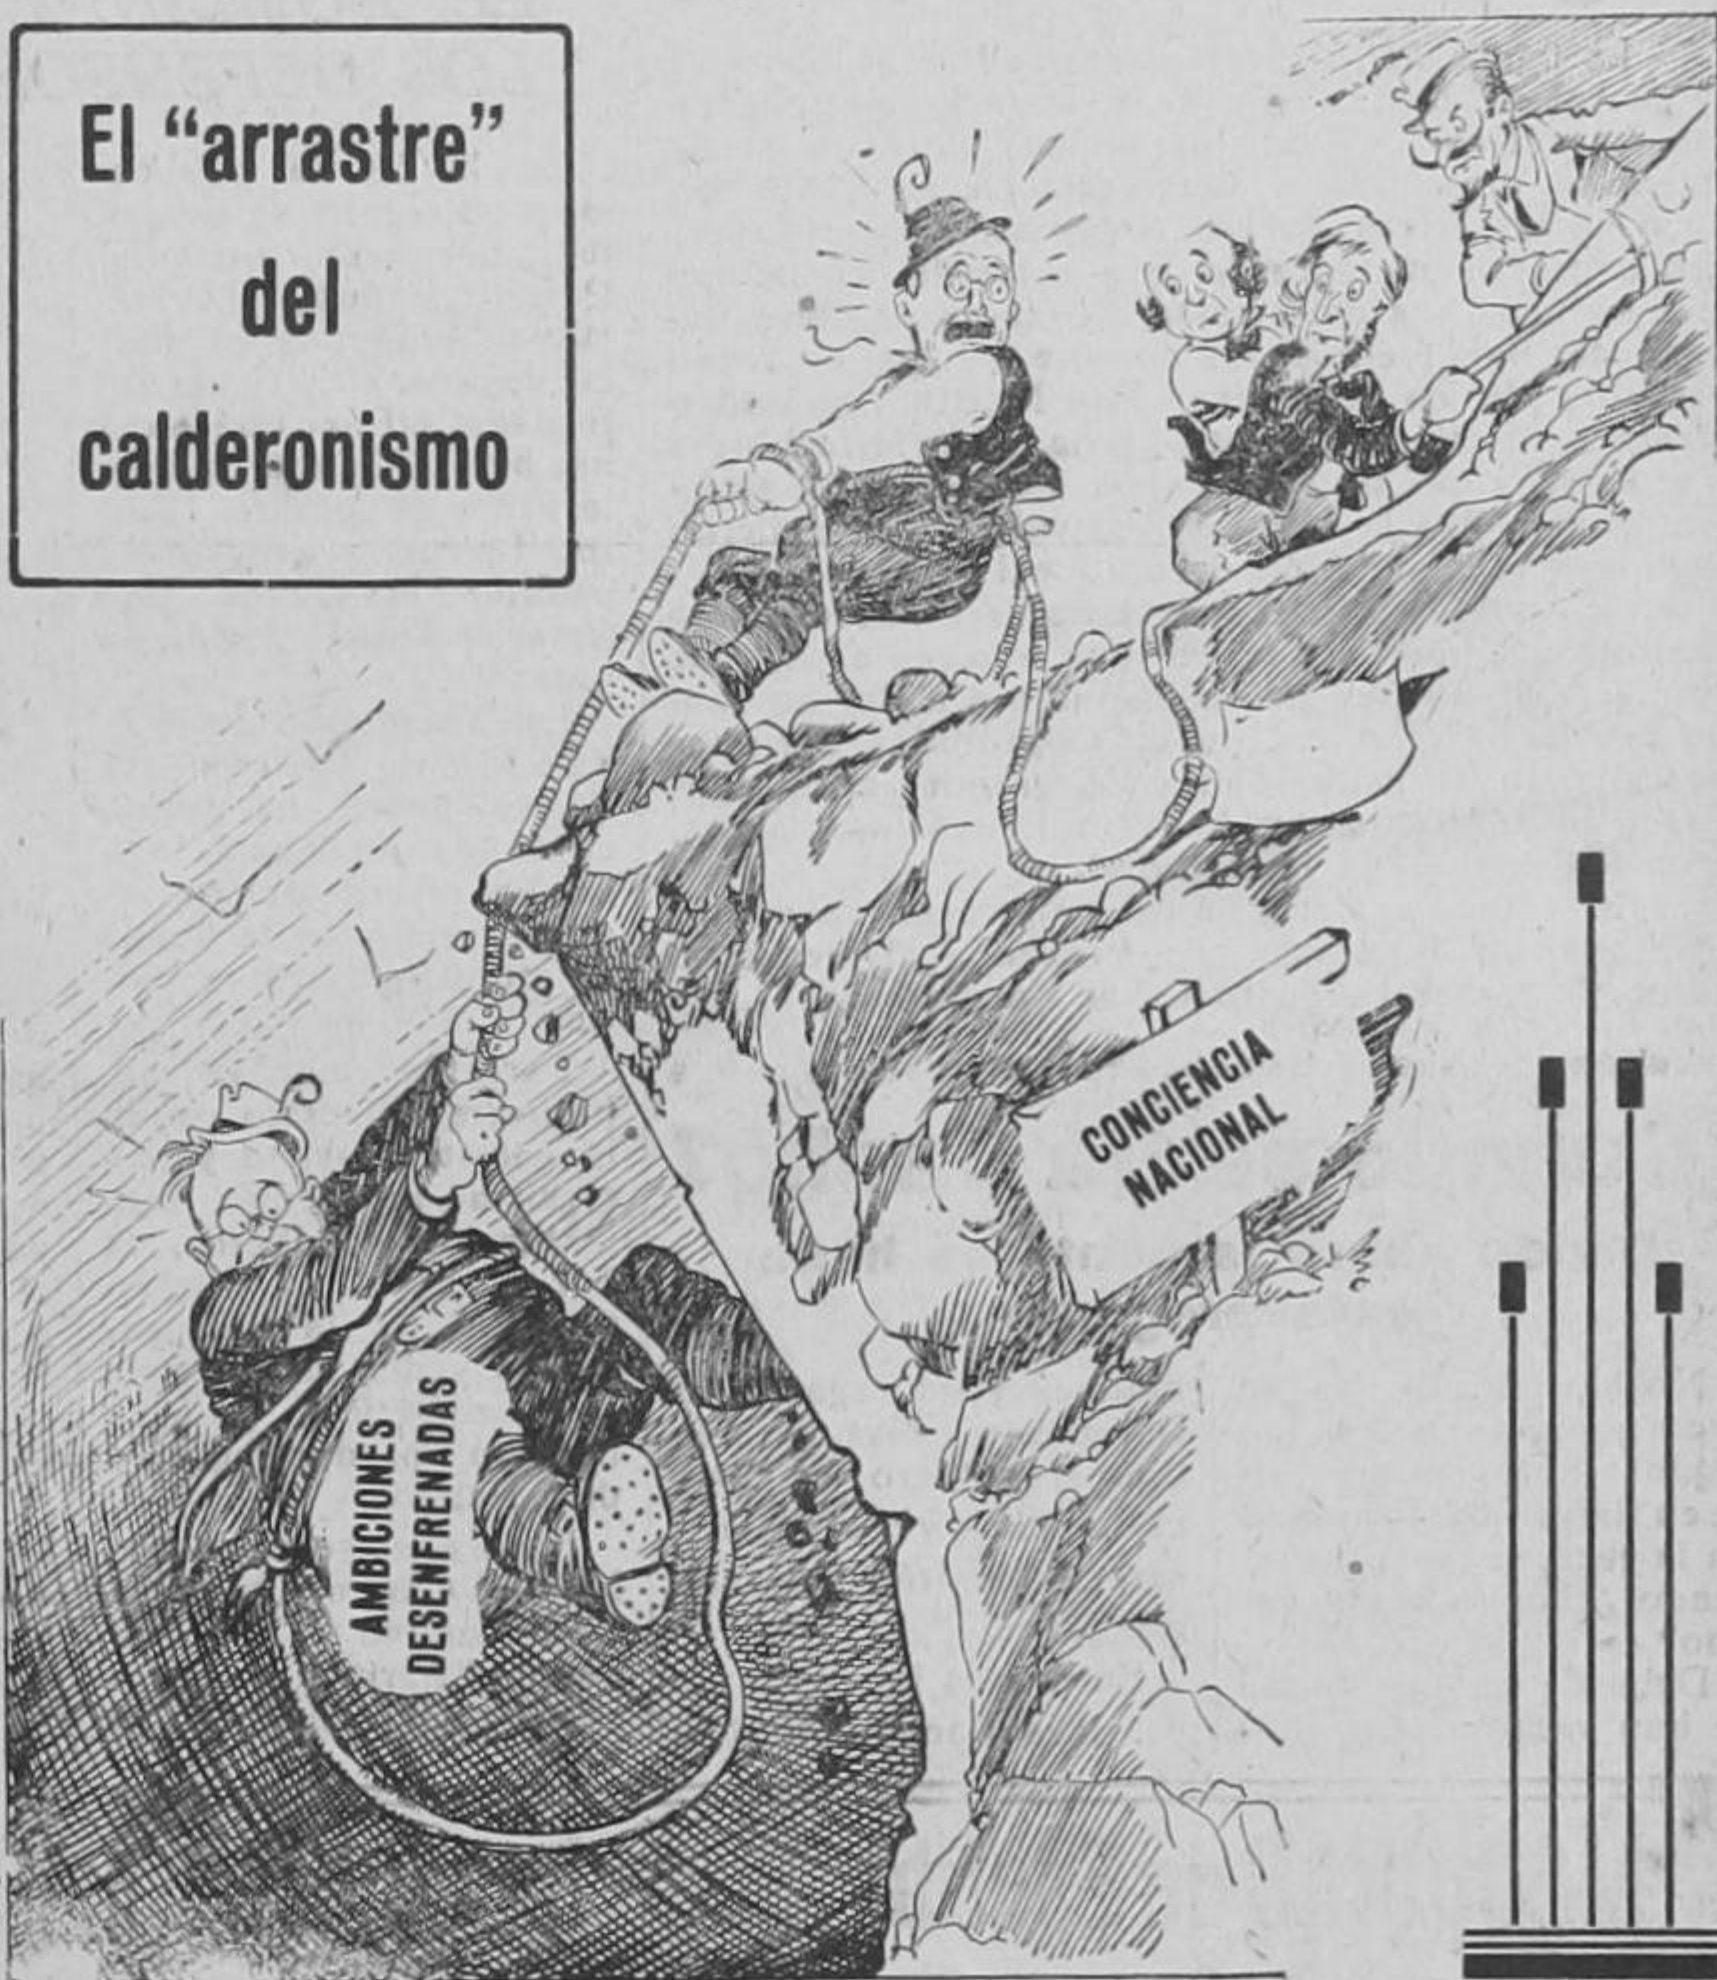 El “arrastre”
del
calderonismo
CONCIENCIA
NACIONAL
AMBICIONES
DESENFRENADAS